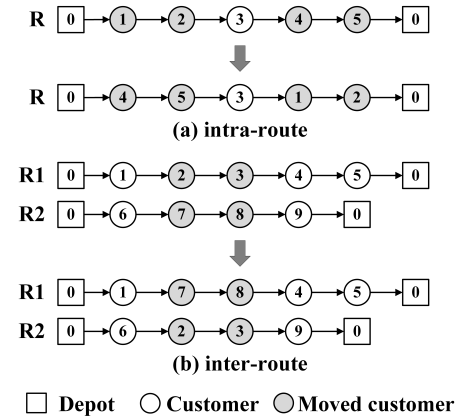 R 0 1 2 3 4 5 0
R 0 4 5 3 1 2 0
(a) intra-route
R1 0 1 2 3 4 5 0
R2 0 6 7 8 9 0
R1 0 1 7 8 4 5 0
R2 0 6 2 3 9 0
(b) inter-route
Depot Customer Moved customer